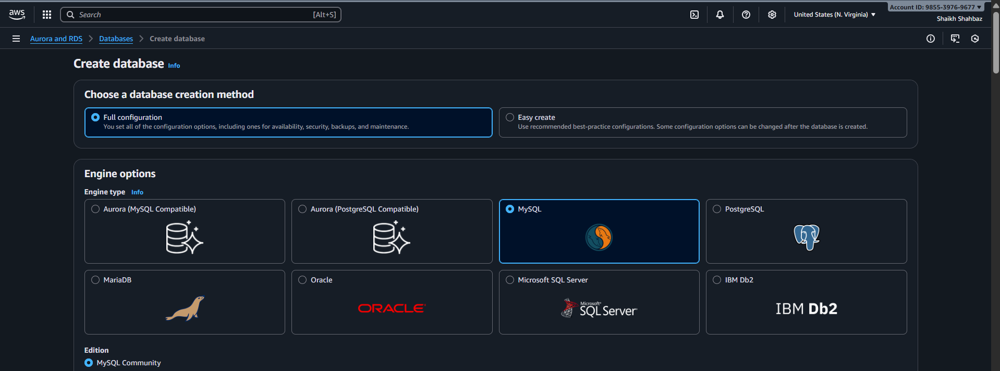 aws
Search [Alt+S]
United States (N. Virginia)
Account ID: 9855-3976-9677
Shaikh Shahbaz
Aurora and RDS > Databases > Create database
Create database Info
Choose a database creation method
Full configuration
You set all of the configuration options, including ones for availability, security, backups, and maintenance.
Easy create
Use recommended best-practice configurations. Some configuration options can be changed after the database is created.
Engine options
Engine type Info
Aurora (MySQL Compatible)
Aurora (PostgreSQL Compatible)
MySQL
PostgreSQL
MariaDB
Oracle
ORACLE
Microsoft SQL Server
Microsoft
SQL Server
IBM Db2
IBM Db2
Edition
MySQL Community